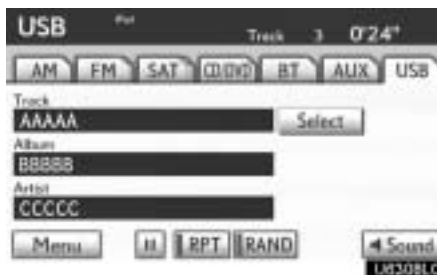 USB iPod Track 3 0'24"
AM FM SAT CD/DVD BT AUX USB
Track
AAAAA Select
Album
BBBBB
Artist
CCCCC
Menu RPT RAND Sound